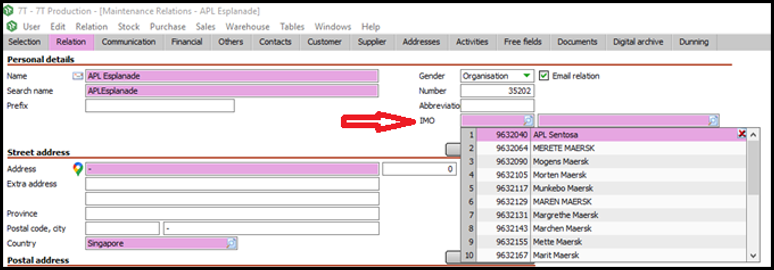 7T - 7T Production - [Maintenance Relations - APL Esplanade]
User Edit Relation Stock Purchase Sales Warehouse Tables Windows Help
Selection Relation Communication Financial Others Contacts Customer Supplier Addresses Activities Free fields Documents Digital archive Dunning
Personal details
Name APL Esplanade Gender Organisation Email relation
Search name APLEsplanade Number 35202
Prefix Abbreviatio
IMO
1 9632040 APL Sentosa
2 9632064 MERETE MAERSK
Street address 3 9632090 Mogens Maersk
Address - 0 4 9632105 Morten Maersk
Extra address 5 9632117 Munkebo Maersk
6 9632129 MAREN MAERSK
Province 7 9632131 Margrethe Maersk
Postal code, city - 8 9632143 Marchen Maersk
Country Singapore 9 9632155 Mette Maersk
Postal address 10 9632167 Marit Maersk